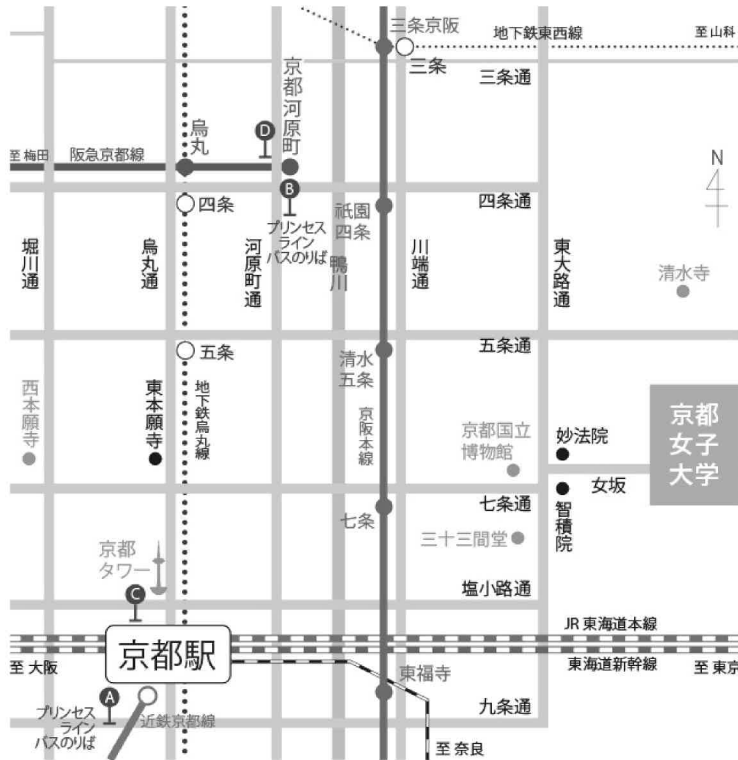 三条京阪
地下鉄東西線
至山科
三条
三条通
京都河原町
D
烏丸
至 梅田
阪急京都線
N
B
四条
祇園
四条
四条通
プリンセス
ライン
バスのりば
堀川通
烏丸通
河原町通
鴨川
川端通
東大路通
清水寺
五条
五条通
清水
五条
西本願寺
東本願寺
地下鉄烏丸線
京阪本線
京都国立
博物館
妙法院
京都
女子
大学
女坂
七条
七条通
智積院
三十三間堂
京都
タワー
C
塩小路通
京都駅
JR 東海道本線
至 大阪
東海道新幹線
至 東京
東福寺
A
プリンセス
ライン
バスのりば
近鉄京都線
九条通
至 奈良